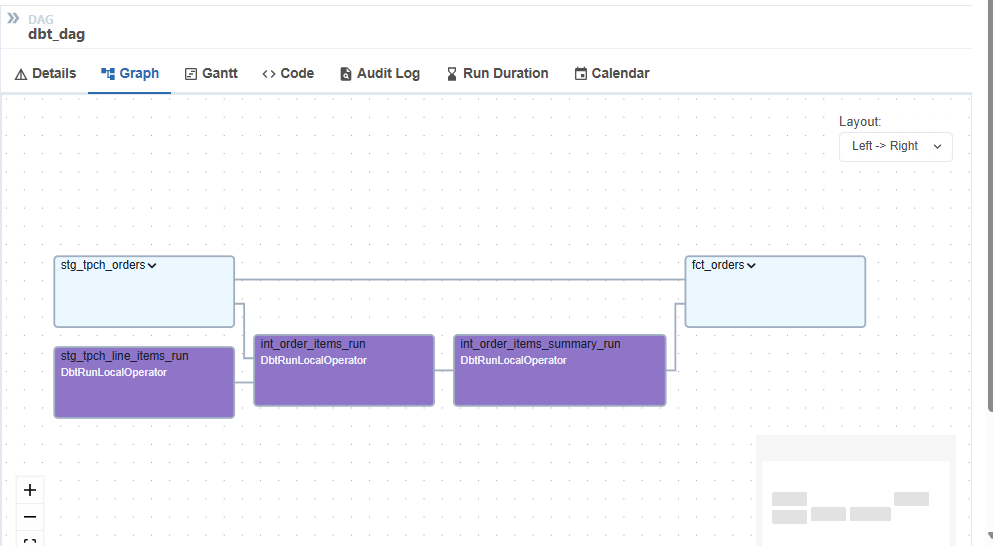 DAG
dbt_dag
Details Graph Gantt Code Audit Log Run Duration Calendar
Layout:
Left -> Right
stg_tpch_orders
fct_orders
int_order_items_run
DbtRunLocalOperator
int_order_items_summary_run
DbtRunLocalOperator
stg_tpch_line_items_run
DbtRunLocalOperator